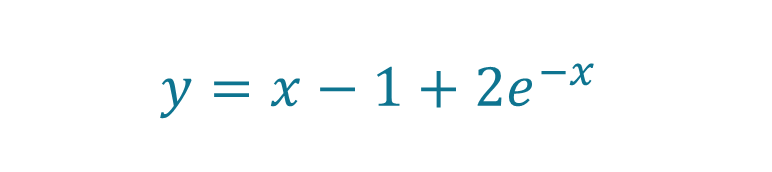 y = x − 1 + 2e⁻ˣ